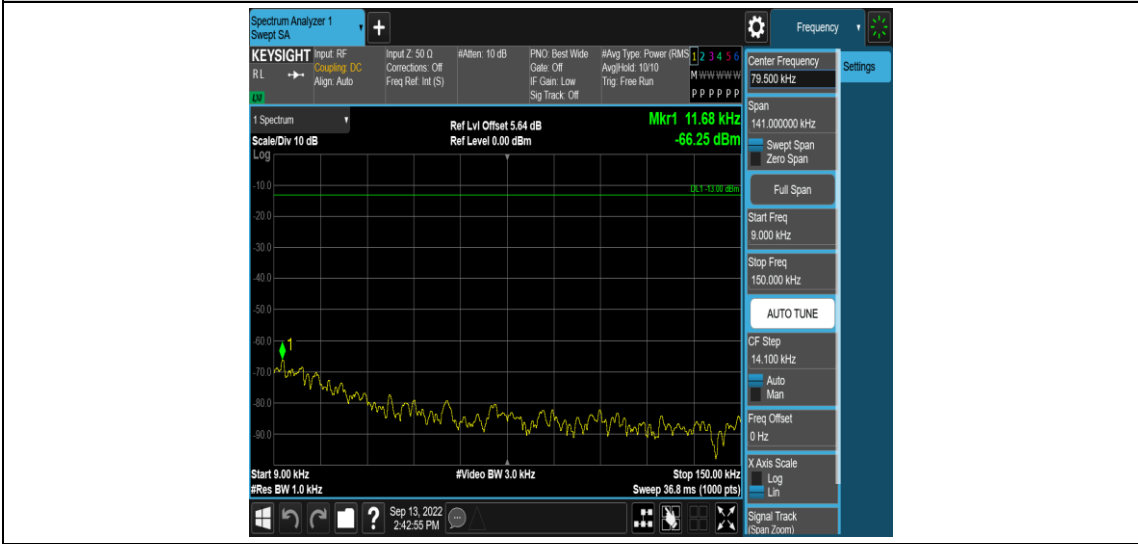 Spectrum Analyzer 1
Swept SA
+
Frequency
KEYSIGHT
RL
Input: RF
Coupling: DC
Align: Auto
Input Z: 50 Ω
Corrections: Off
Freq Ref: Int (S)
#Atten: 10 dB
PNO: Best Wide
Gate: Off
IF Gain: Low
Sig Track: Off
#Avg Type: Power (RMS
Avg|Hold: 10/10
Trig: Free Run
1 2 3 4 5 6
M W W W W W
P P P P P P
1 Spectrum
Scale/Div 10 dB
Log
Ref Lvl Offset 5.64 dB
Ref Level 0.00 dBm
Mkr1 11.68 kHz
-66.25 dBm
DL1 -13.00 dBm
-10.0
-20.0
-30.0
-40.0
-50.0
-60.0
-70.0
-80.0
-90.0
1
Start 9.00 kHz
#Res BW 1.0 kHz
#Video BW 3.0 kHz
Stop 150.00 kHz
Sweep 36.8 ms (1000 pts)
?
Sep 13, 2022
2:42:55 PM
Center Frequency
79.500 kHz
Span
141.000000 kHz
Swept Span
Zero Span
Full Span
Start Freq
9.000 kHz
Stop Freq
150.000 kHz
AUTO TUNE
CF Step
14.100 kHz
Auto
Man
Freq Offset
0 Hz
X Axis Scale
Log
Lin
Signal Track
(Span Zoom)
Settings